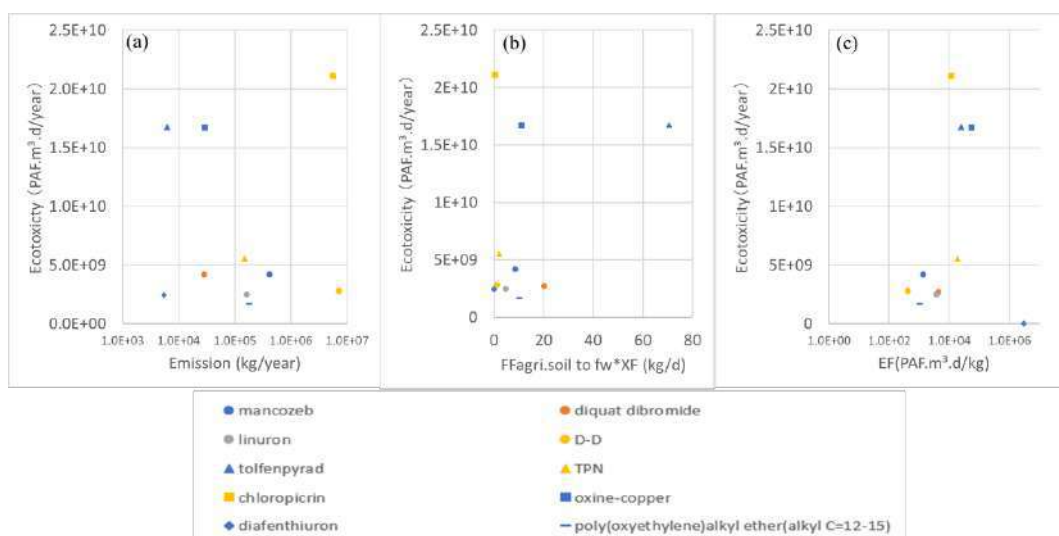 (a)
Ecotoxicty (PAF.m³.d/year)
2.5E+10
2.0E+10
1.5E+10
1.0E+10
5.0E+09
0.0E+00
1.0E+03 1.0E+04 1.0E+05 1.0E+06 1.0E+07
Emission (kg/year)
(b)
Ecotoxicity (PAF.m³.d/year)
2.5E+10
2E+10
1.5E+10
1E+10
5E+09
0
0 20 40 60 80
FFagri.soil to fw*XF (kg/d)
(c)
Ecotoxicity(PAF.m³.d/year)
2.5E+10
2E+10
1.5E+10
1E+10
5E+09
0
1.0E+00 1.0E+02 1.0E+04 1.0E+06
EF(PAF.m³.d/kg)
mancozeb
diquat dibromide
linuron
D-D
tolfenpyrad
TPN
chloropicrin
oxine-copper
diafenthiuron
poly(oxyethylene)alkyl ether(alkyl C=12-15)